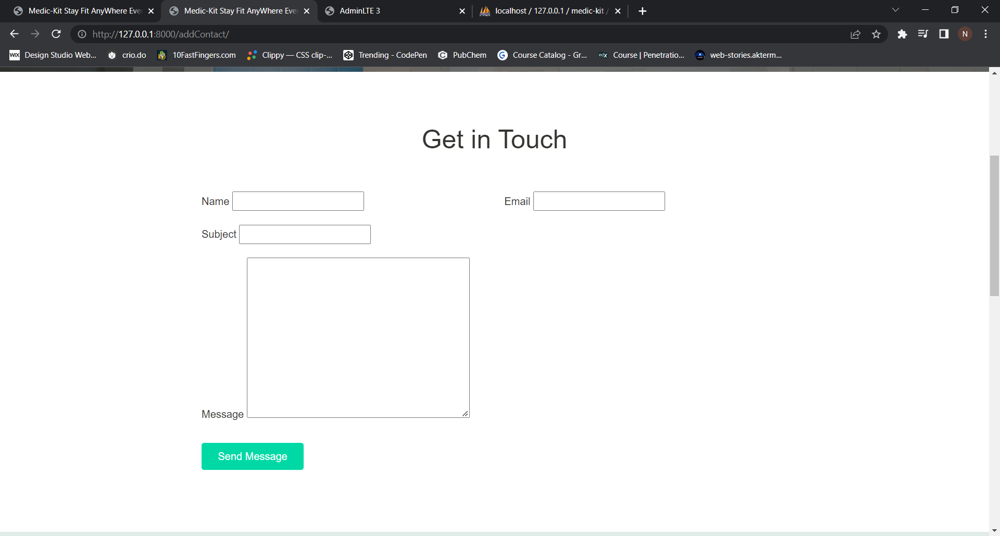 Medic-Kit Stay Fit AnyWhere Eve
Medic-Kit Stay Fit AnyWhere Eve
AdminLTE 3
localhost / 127.0.0.1 / medic-kit /
http://127.0.0.1:8000/addContact/
N
WIX Design Studio Web...
crio.do
10FastFingers.com
Clippy — CSS clip-...
Trending - CodePen
PubChem
G Course Catalog - Gr...
edX Course | Penetratio...
web-stories.akterm...
Get in Touch
Name
Email
Subject
Message
Send Message